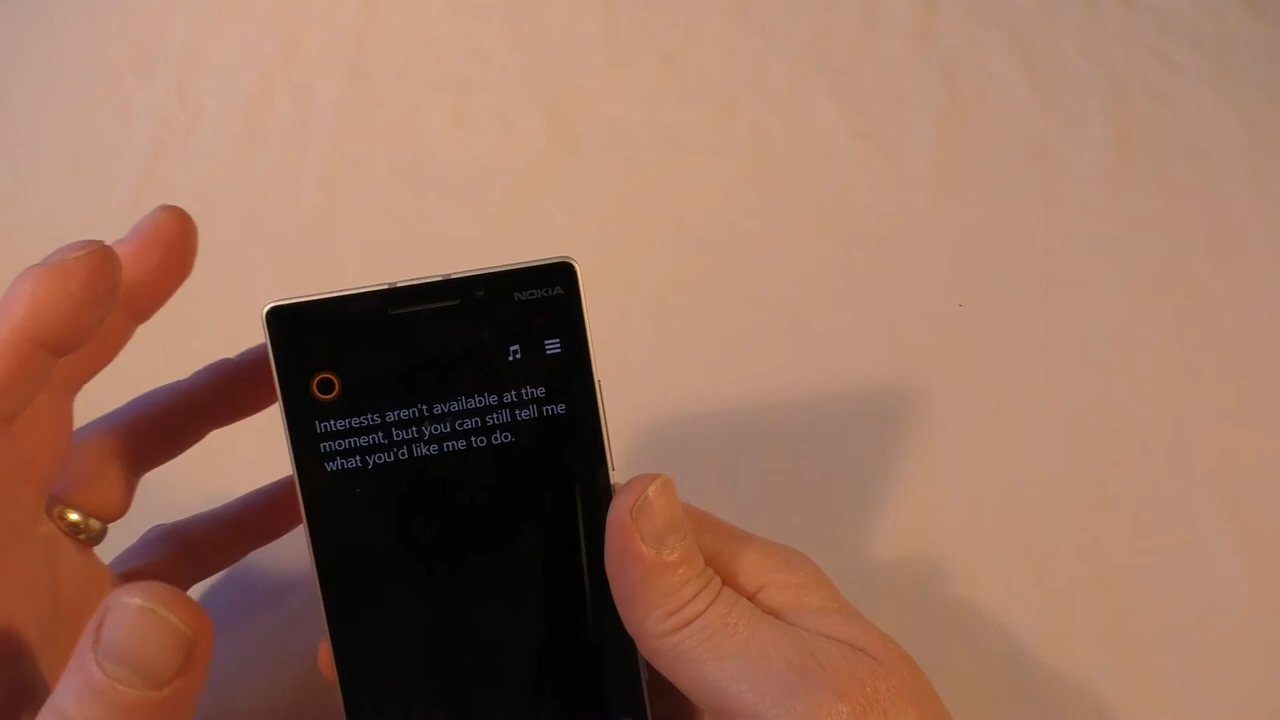 NOKIA
Interests aren't available at the
moment, but you can still tell me
what you'd like me to do.